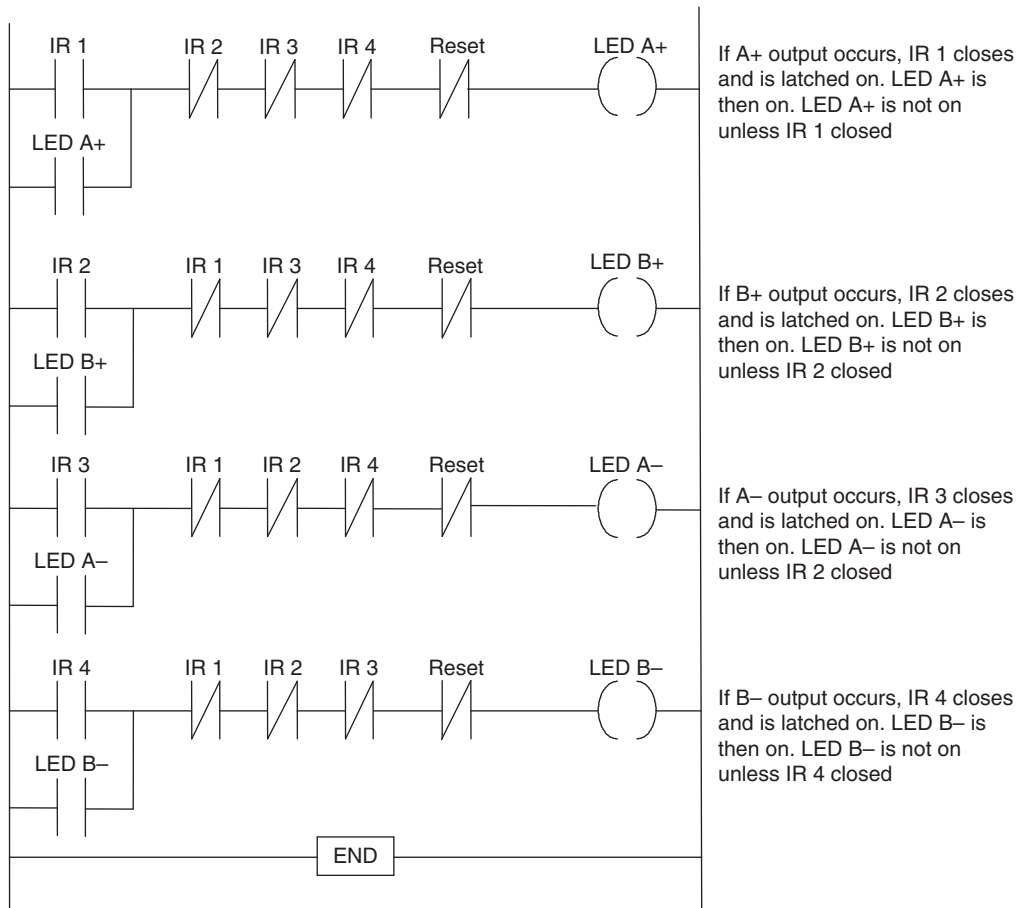 IR 1 IR 2 IR 3 IR 4 Reset LED A+
LED A+
If A+ output occurs, IR 1 closes
and is latched on. LED A+ is
then on. LED A+ is not on
unless IR 1 closed
IR 2 IR 1 IR 3 IR 4 Reset LED B+
LED B+
If B+ output occurs, IR 2 closes
and is latched on. LED B+ is
then on. LED B+ is not on
unless IR 2 closed
IR 3 IR 1 IR 2 IR 4 Reset LED A–
LED A–
If A– output occurs, IR 3 closes
and is latched on. LED A– is
then on. LED A– is not on
unless IR 2 closed
IR 4 IR 1 IR 2 IR 3 Reset LED B–
LED B–
If B– output occurs, IR 4 closes
and is latched on. LED B– is
then on. LED B– is not on
unless IR 4 closed
END